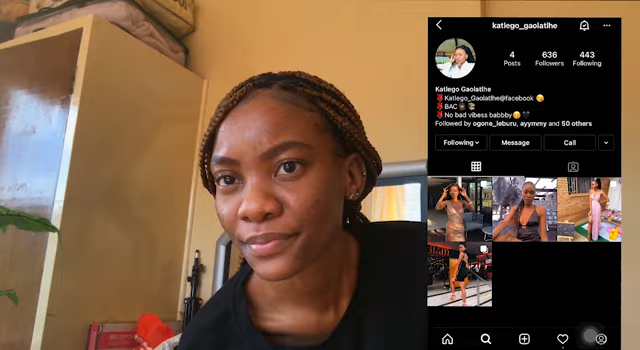 katlego_gaolatlhe
4 636 443
Posts Followers Following
Katlego Gaolatlhe
Katlego_Gaolatlhe@facebook
BAC
No bad vibess babbby
Followed by ogone_leburu, ayymmy and 50 others
Following Message Call